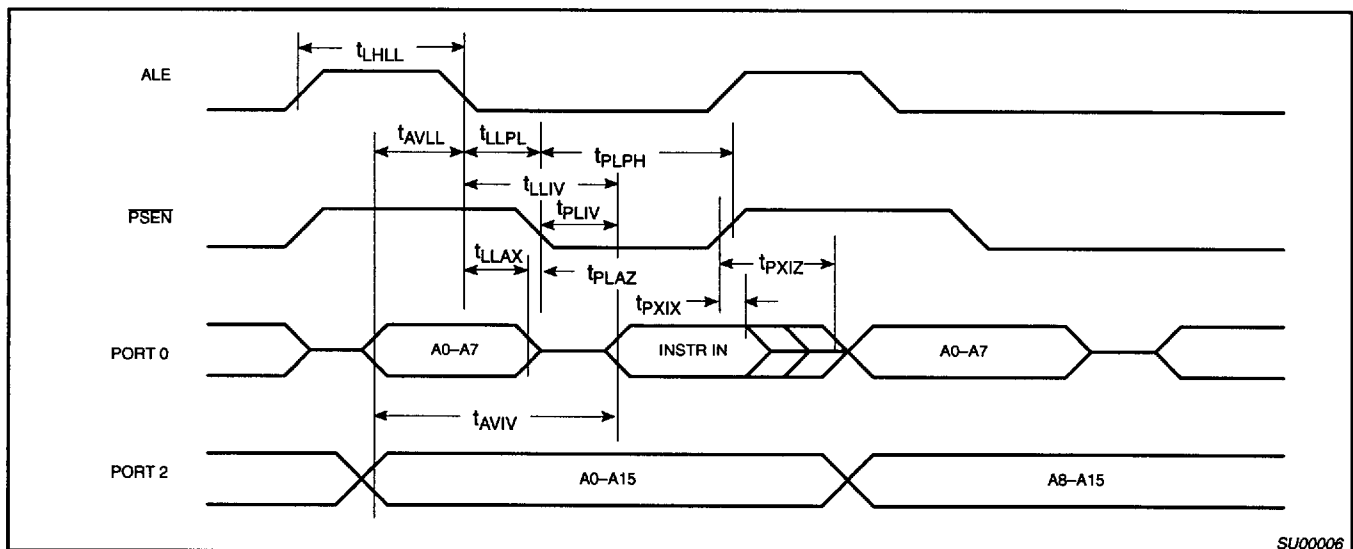 tLHLL
ALE
tAVLL
tLLPL
tPLPH
tLLIV
PSEN
tPLIV
tLLAX
tPLAZ
tPXIZ
tPXIX
PORT 0
A0–A7
INSTR IN
A0–A7
tAVIV
PORT 2
A0–A15
A8–A15
SU00006